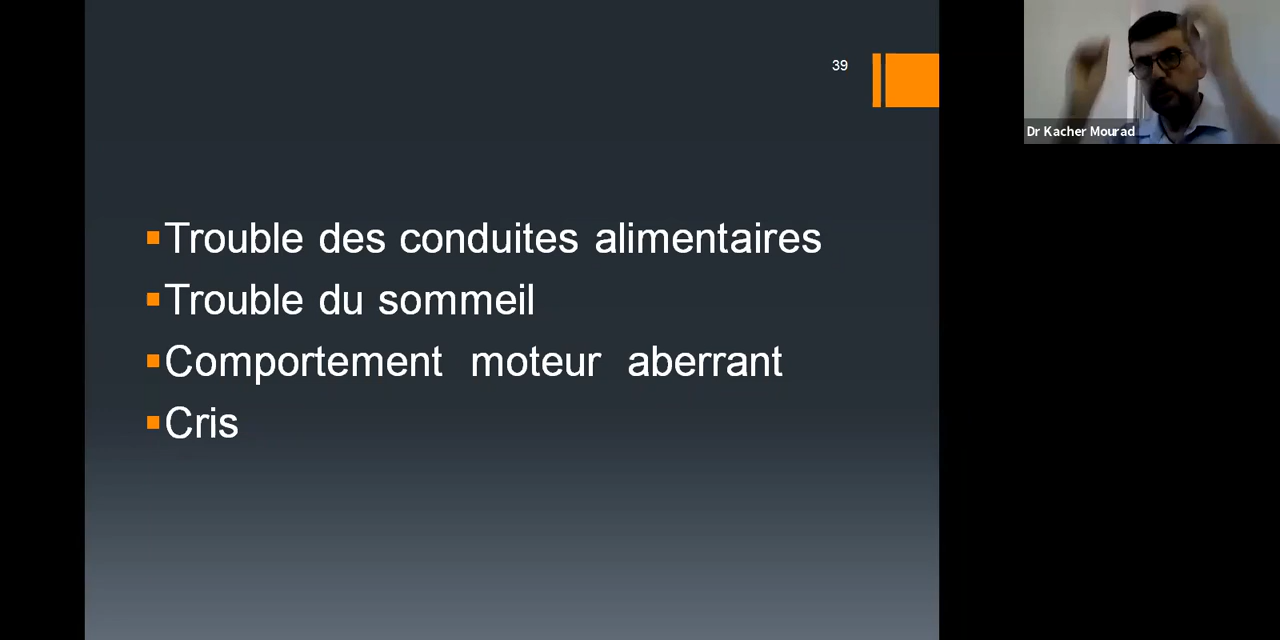 39
Dr Kacher Mourad
Trouble des conduites alimentaires
Trouble du sommeil
Comportement moteur aberrant
Cris